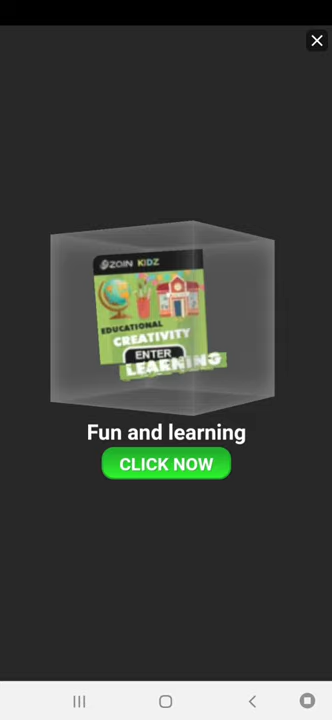 ZOIN KIDZ
EDUCATIONAL
CREATIVITY
ENTER
LEARNING
Fun and learning
CLICK NOW